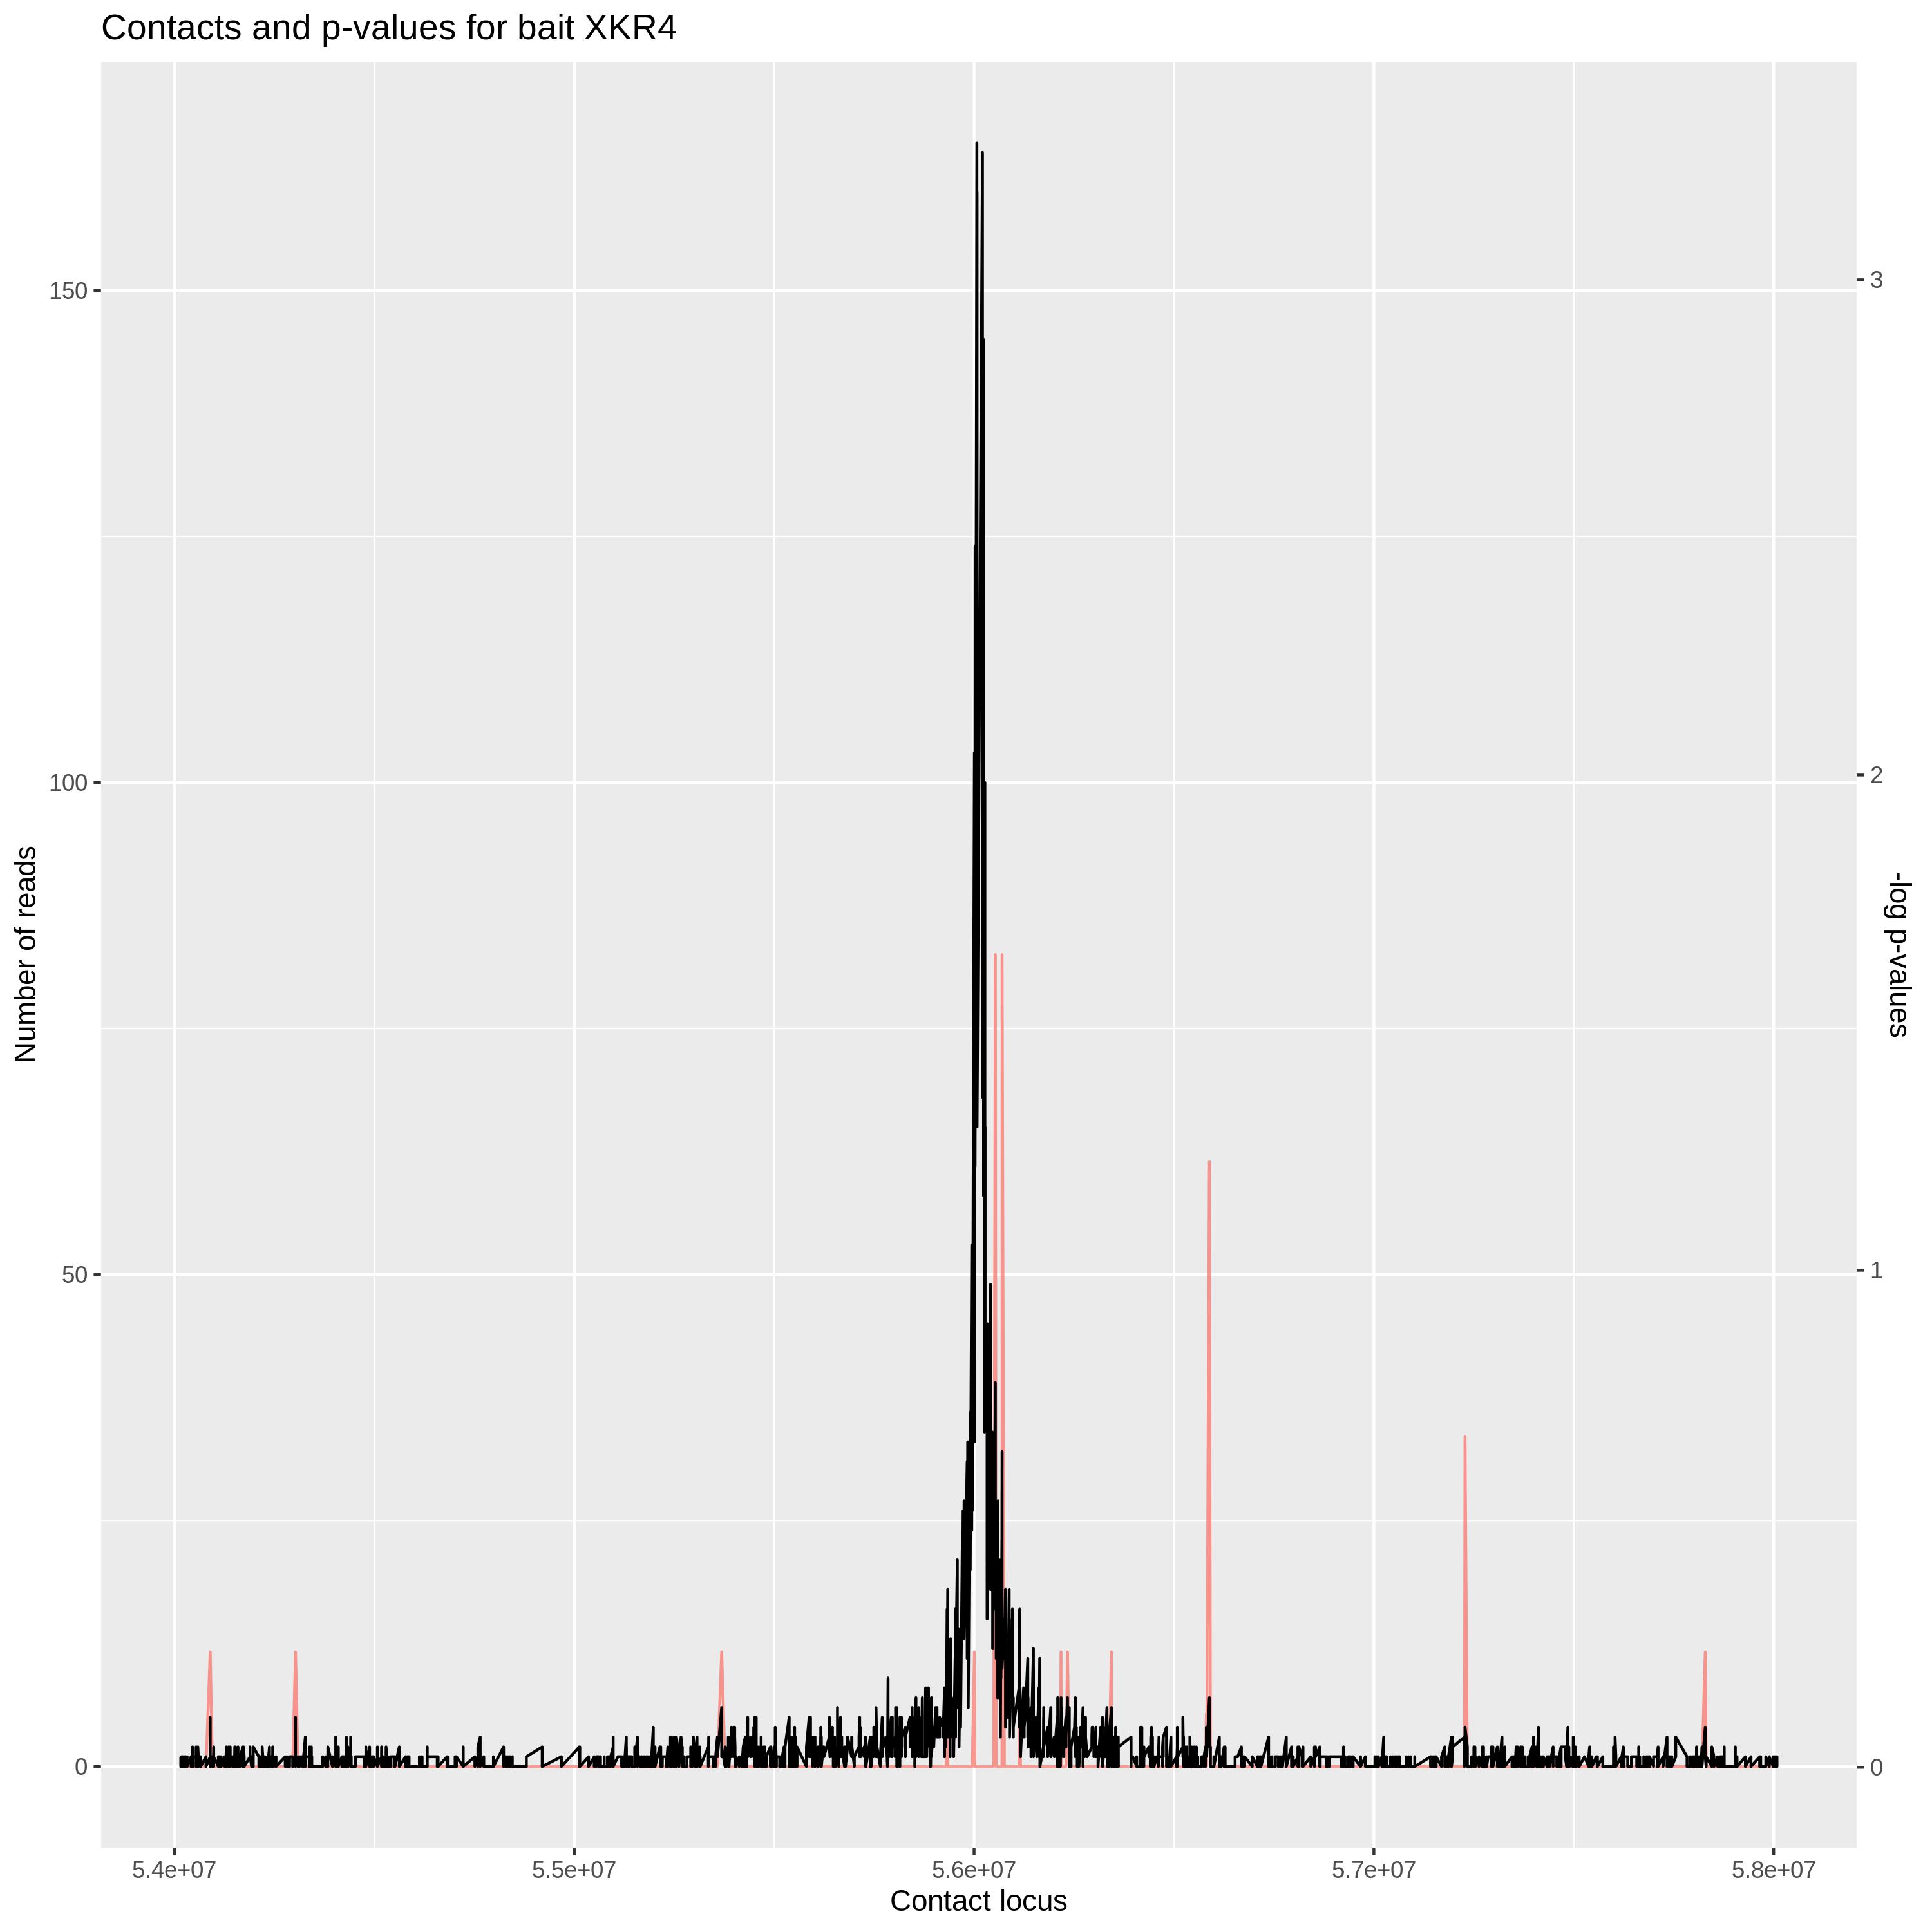 Contacts and p-values for bait XKR4
Number of reads
150
100
50
0
3
2
1
0
-log p-values
5.4e+07 5.5e+07 5.6e+07 5.7e+07 5.8e+07
Contact locus